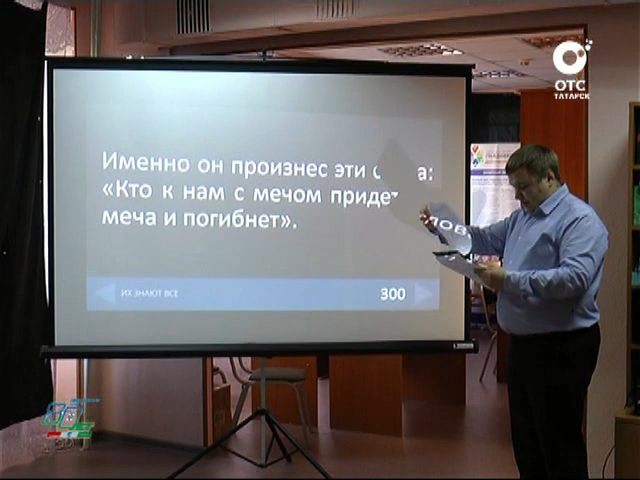 Именно он произнес эти
«Кто к нам с мечом придет
меча и погибнет».
ИХ ЗНАЮТ ВСЕ
300
ОТС
ТАТАРСК